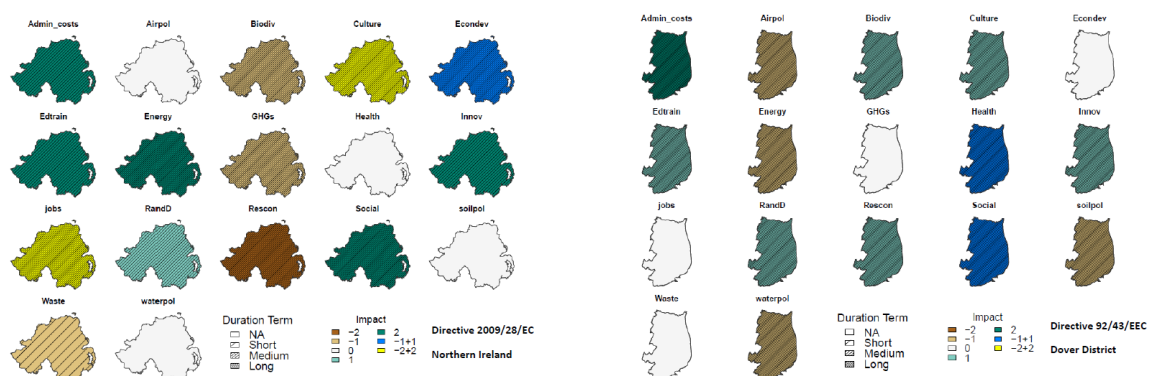 Admin_costs Airpol Biodiv Culture Econdev
Edtrain Energy GHGs Health Innov
jobs RandD Rescon Social soilpol
Waste waterpol
Duration Term
NA
Short
Medium
Long
Impact
−2 2
−1 −1+1
0 −2+2
1
Directive 2009/28/EC
Northern Ireland
Admin_costs Airpol Biodiv Culture Econdev
Edtrain Energy GHGs Health Innov
jobs RandD Rescon Social soilpol
Waste waterpol
Duration Term
NA
Short
Medium
Long
Impact
−2 2
−1 −1+1
0 −2+2
1
Directive 92/43/EEC
Dover District